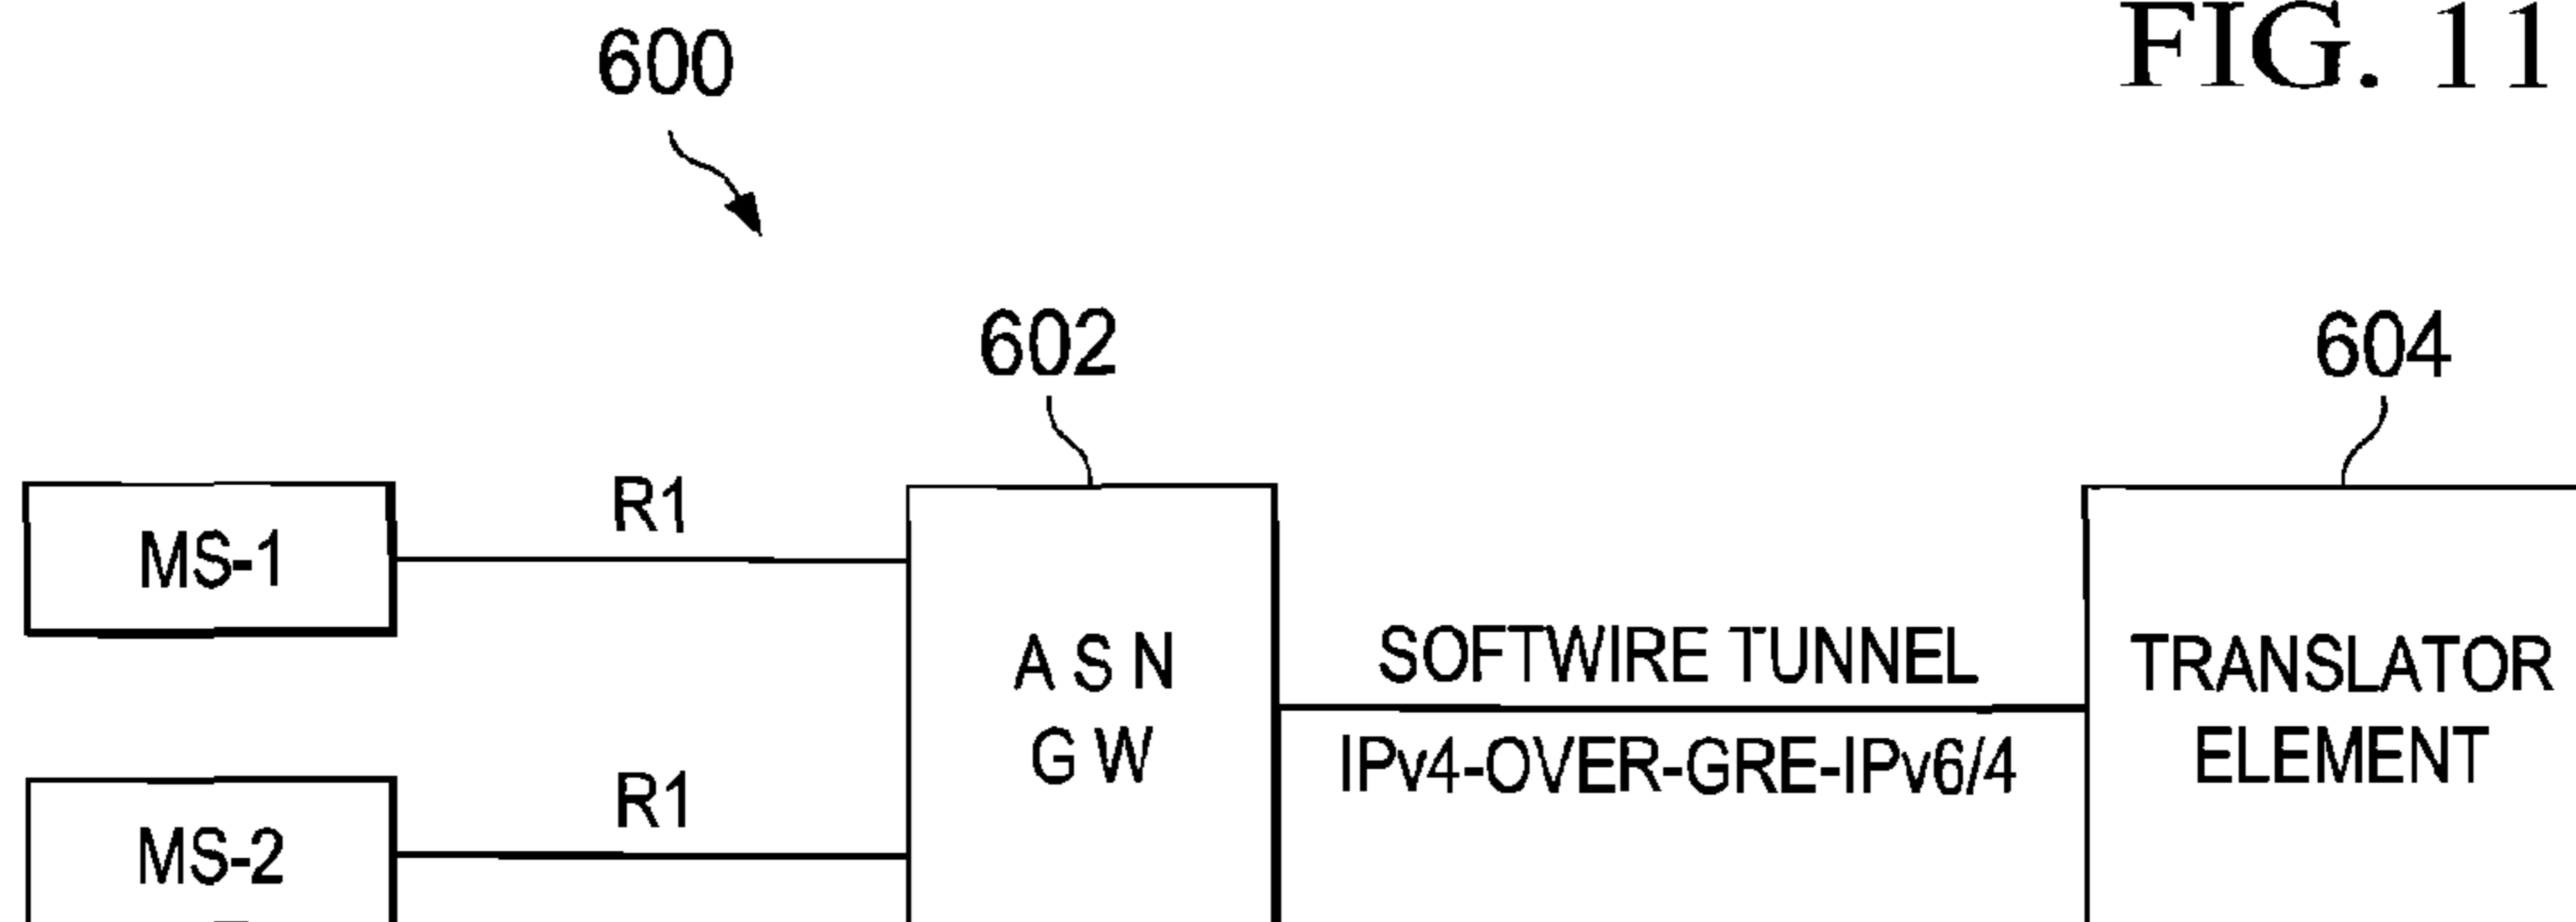 FIG. 11
600
602
604
MS-1
R1
A S N
G W
SOFTWIRE TUNNEL
IPv4-OVER-GRE-IPv6/4
TRANSLATOR
ELEMENT
MS-2
R1